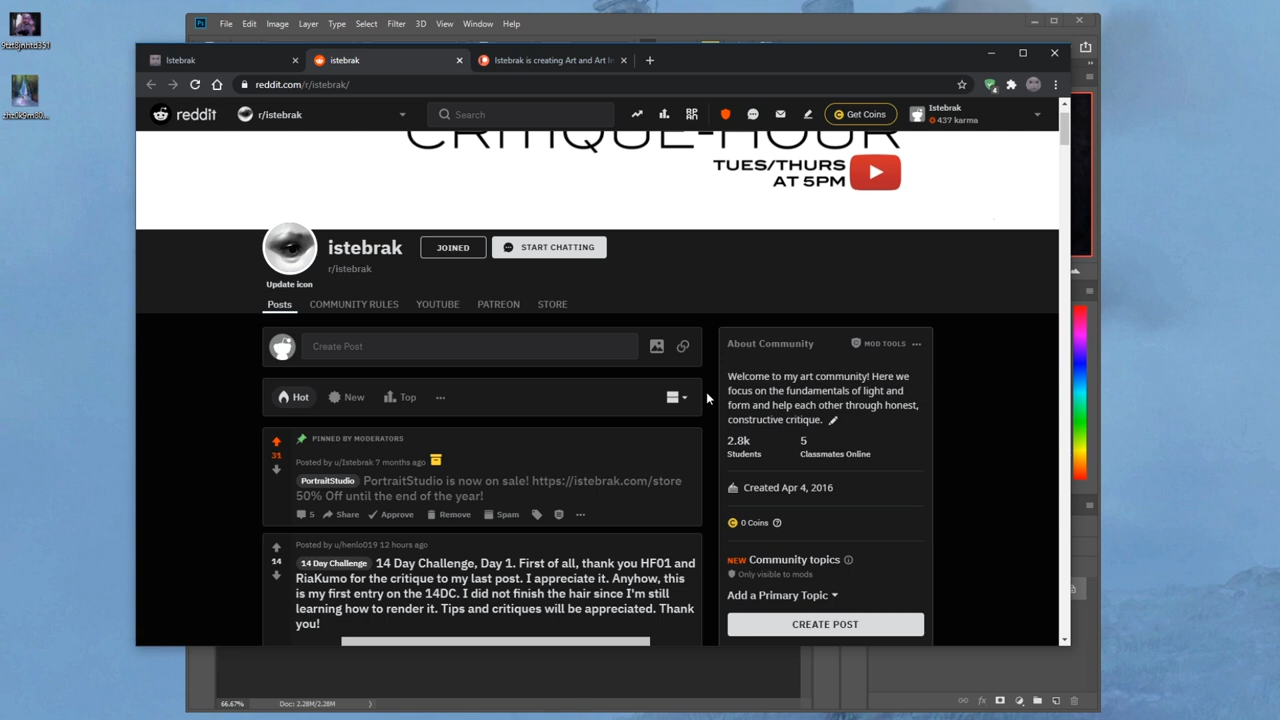 File Edit Image Layer Type Select Filter 3D View Window Help
Istebrak
istebrak
Istebrak is creating Art and Art In
reddit.com/r/istebrak/
4
reddit
r/istebrak
Search
Get Coins
Istebrak
437 karma
CRITIQUE-HOUR
TUES/THURS
AT 5PM
istebrak
JOINED
START CHATTING
r/istebrak
Update icon
Posts COMMUNITY RULES YOUTUBE PATREON STORE
Create Post
Hot New Top
PINNED BY MODERATORS
31
Posted by u/Istebrak 7 months ago
PortraitStudio PortraitStudio is now on sale! https://istebrak.com/store
50% Off until the end of the year!
5 Share Approve Remove Spam
Posted by u/henlo019 12 hours ago
14
14 Day Challenge 14 Day Challenge, Day 1. First of all, thank you HF01 and
RiaKumo for the critique to my last post. I appreciate it. Anyhow, this
is my first entry on the 14DC. I did not finish the hair since I'm still
learning how to render it. Tips and critiques will be appreciated. Thank
you!
About Community
MOD TOOLS
Welcome to my art community! Here we
focus on the fundamentals of light and
form and help each other through honest,
constructive critique.
2.8k 5
Students Classmates Online
Created Apr 4, 2016
0 Coins
NEW Community topics
Only visible to mods
Add a Primary Topic
CREATE POST
66.67% Doc: 2.28M/2.28M